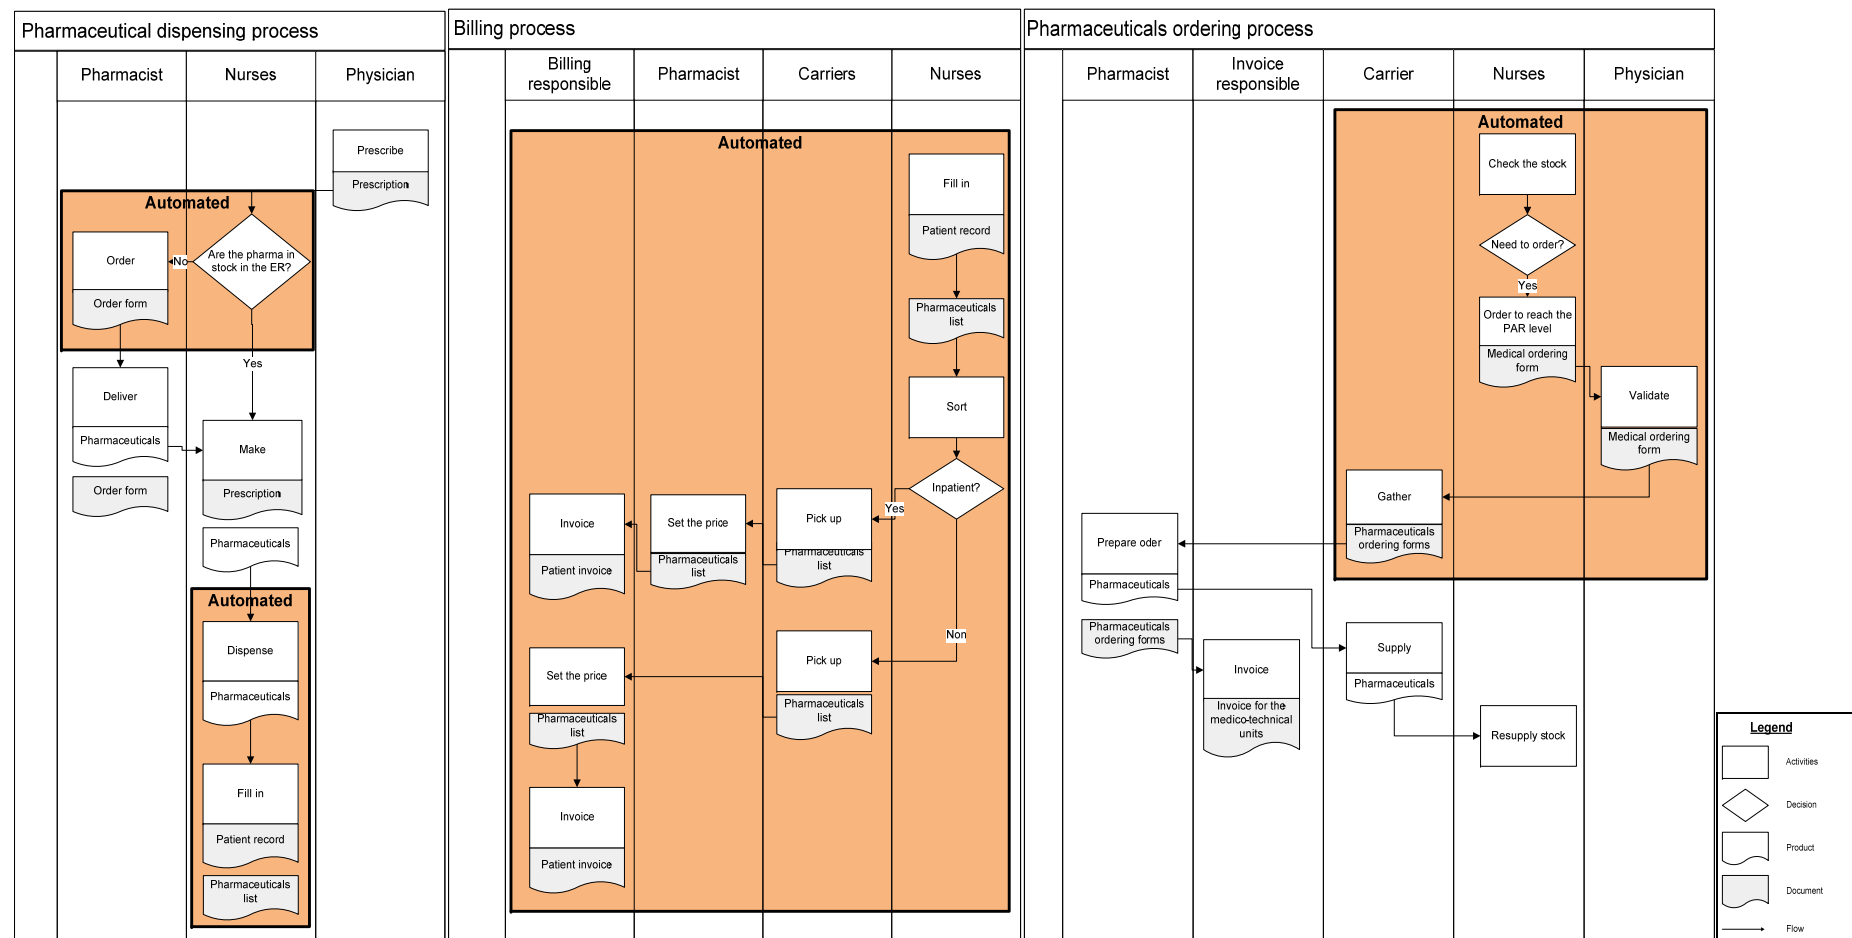 Pharmaceutical dispensing process
Pharmacist
Nurses
Physician
Prescribe
Prescription
Automated
Order
Order form
No
Are the pharma in
stock in the ER?
Yes
Deliver
Pharmaceuticals
Order form
Make
Prescription
Pharmaceuticals
Automated
Dispense
Pharmaceuticals
Fill in
Patient record
Pharmaceuticals
list
Billing process
Billing
responsible
Pharmacist
Carriers
Nurses
Automated
Fill in
Patient record
Pharmaceuticals
list
Sort
Inpatient?
Yes
Non
Pick up
Pharmaceuticals
list
Set the price
Pharmaceuticals
list
Invoice
Patient invoice
Pick up
Pharmaceuticals
list
Set the price
Pharmaceuticals
list
Invoice
Patient invoice
Pharmaceuticals ordering process
Pharmacist
Invoice
responsible
Carrier
Nurses
Physician
Automated
Check the stock
Need to order?
Yes
Order to reach the
PAR level
Medical ordering
form
Validate
Medical ordering
form
Gather
Pharmaceuticals
ordering forms
Prepare oder
Pharmaceuticals
Pharmaceuticals
ordering forms
Invoice
Invoice for the
medico-technical
units
Supply
Pharmaceuticals
Resupply stock
Legend
Activities
Decision
Product
Document
Flow